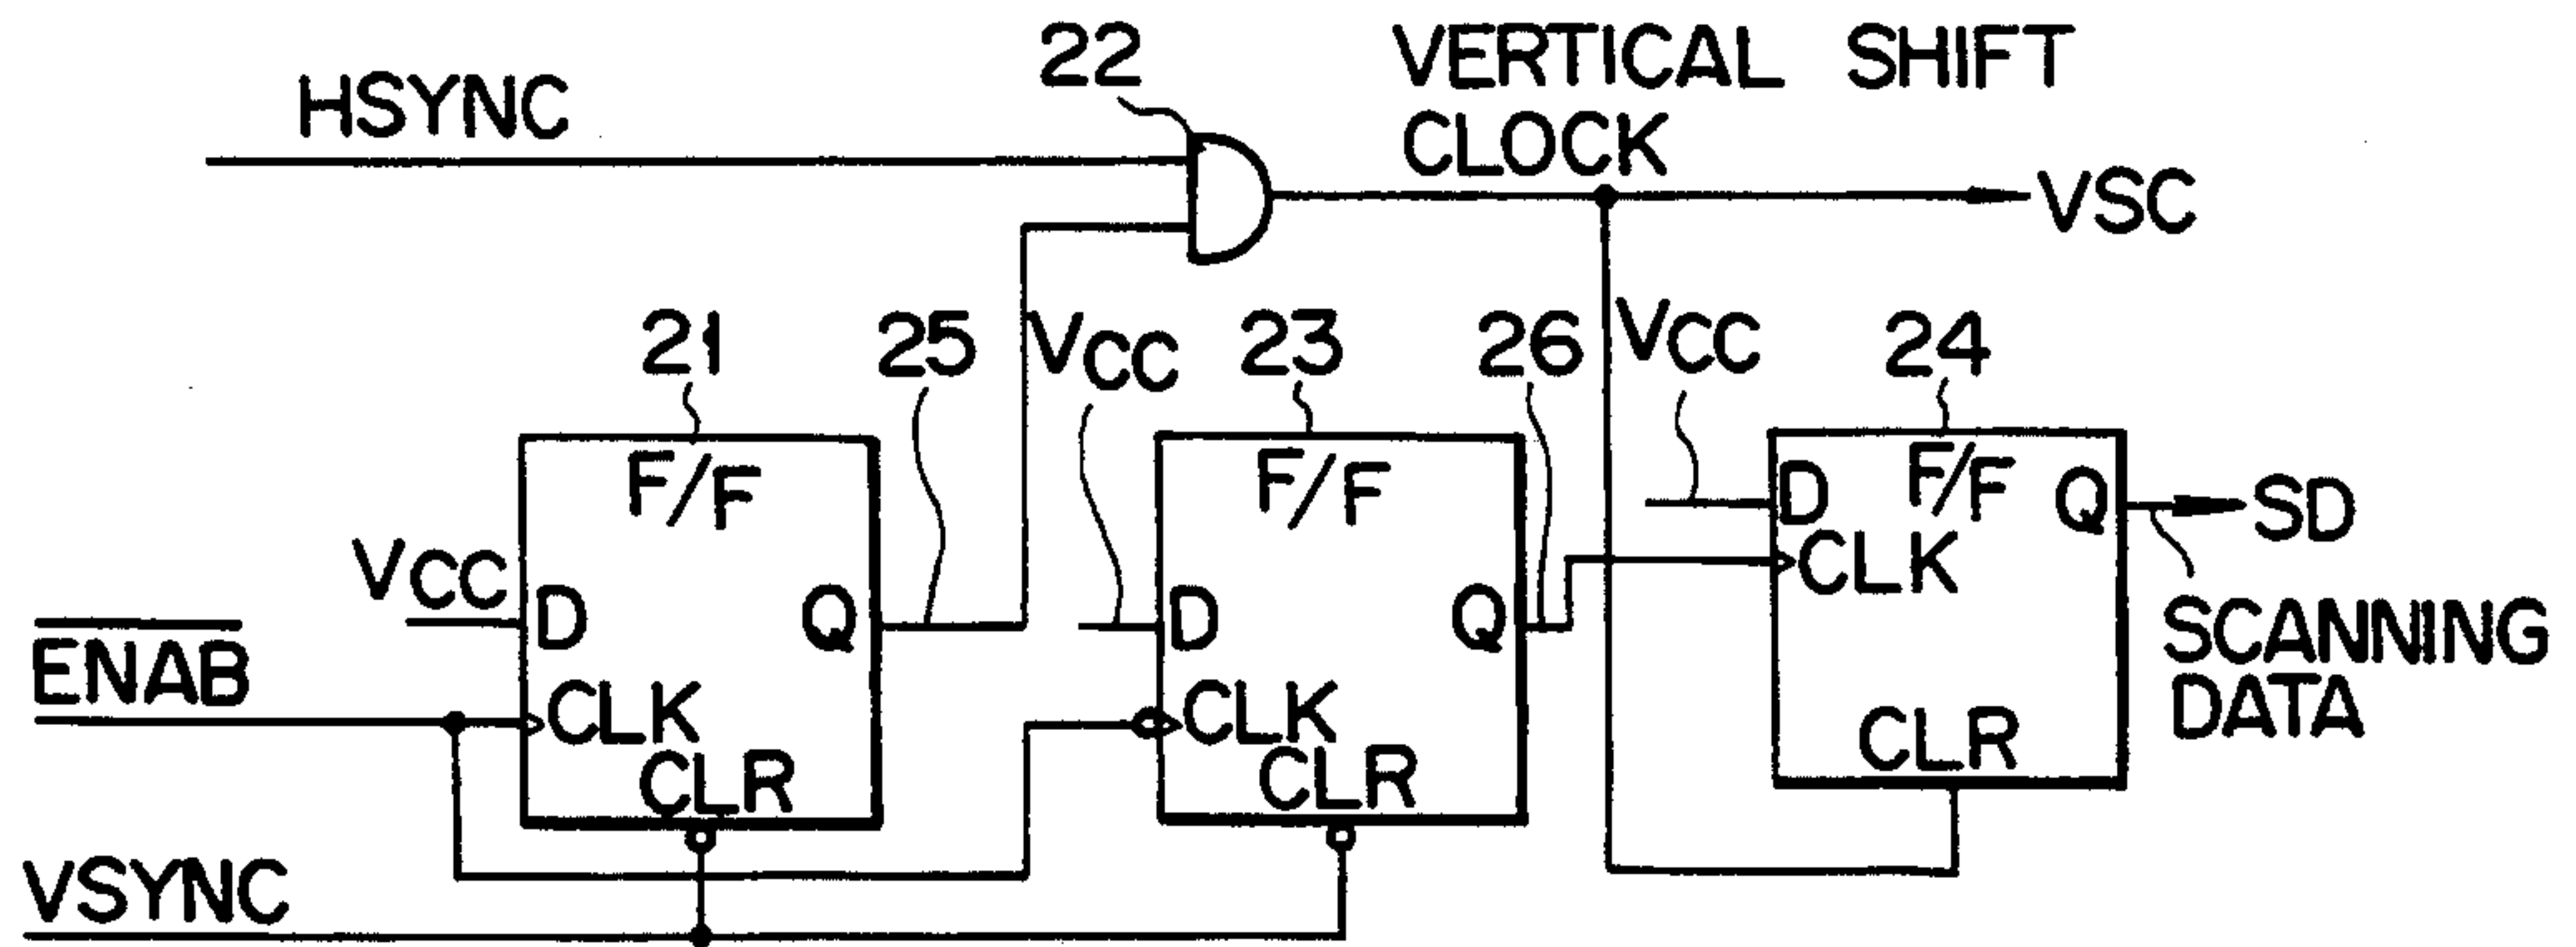 22
VERTICAL SHIFT
CLOCK
HSYNC
VSC
21
25
VCC
23
26
VCC
24
F/F
F/F
D
F/F
Q
SD
CLK
VCC
D
Q
D
Q
SCANNING
DATA
ENAB
CLK
CLK
CLR
CLR
CLR
VSYNC